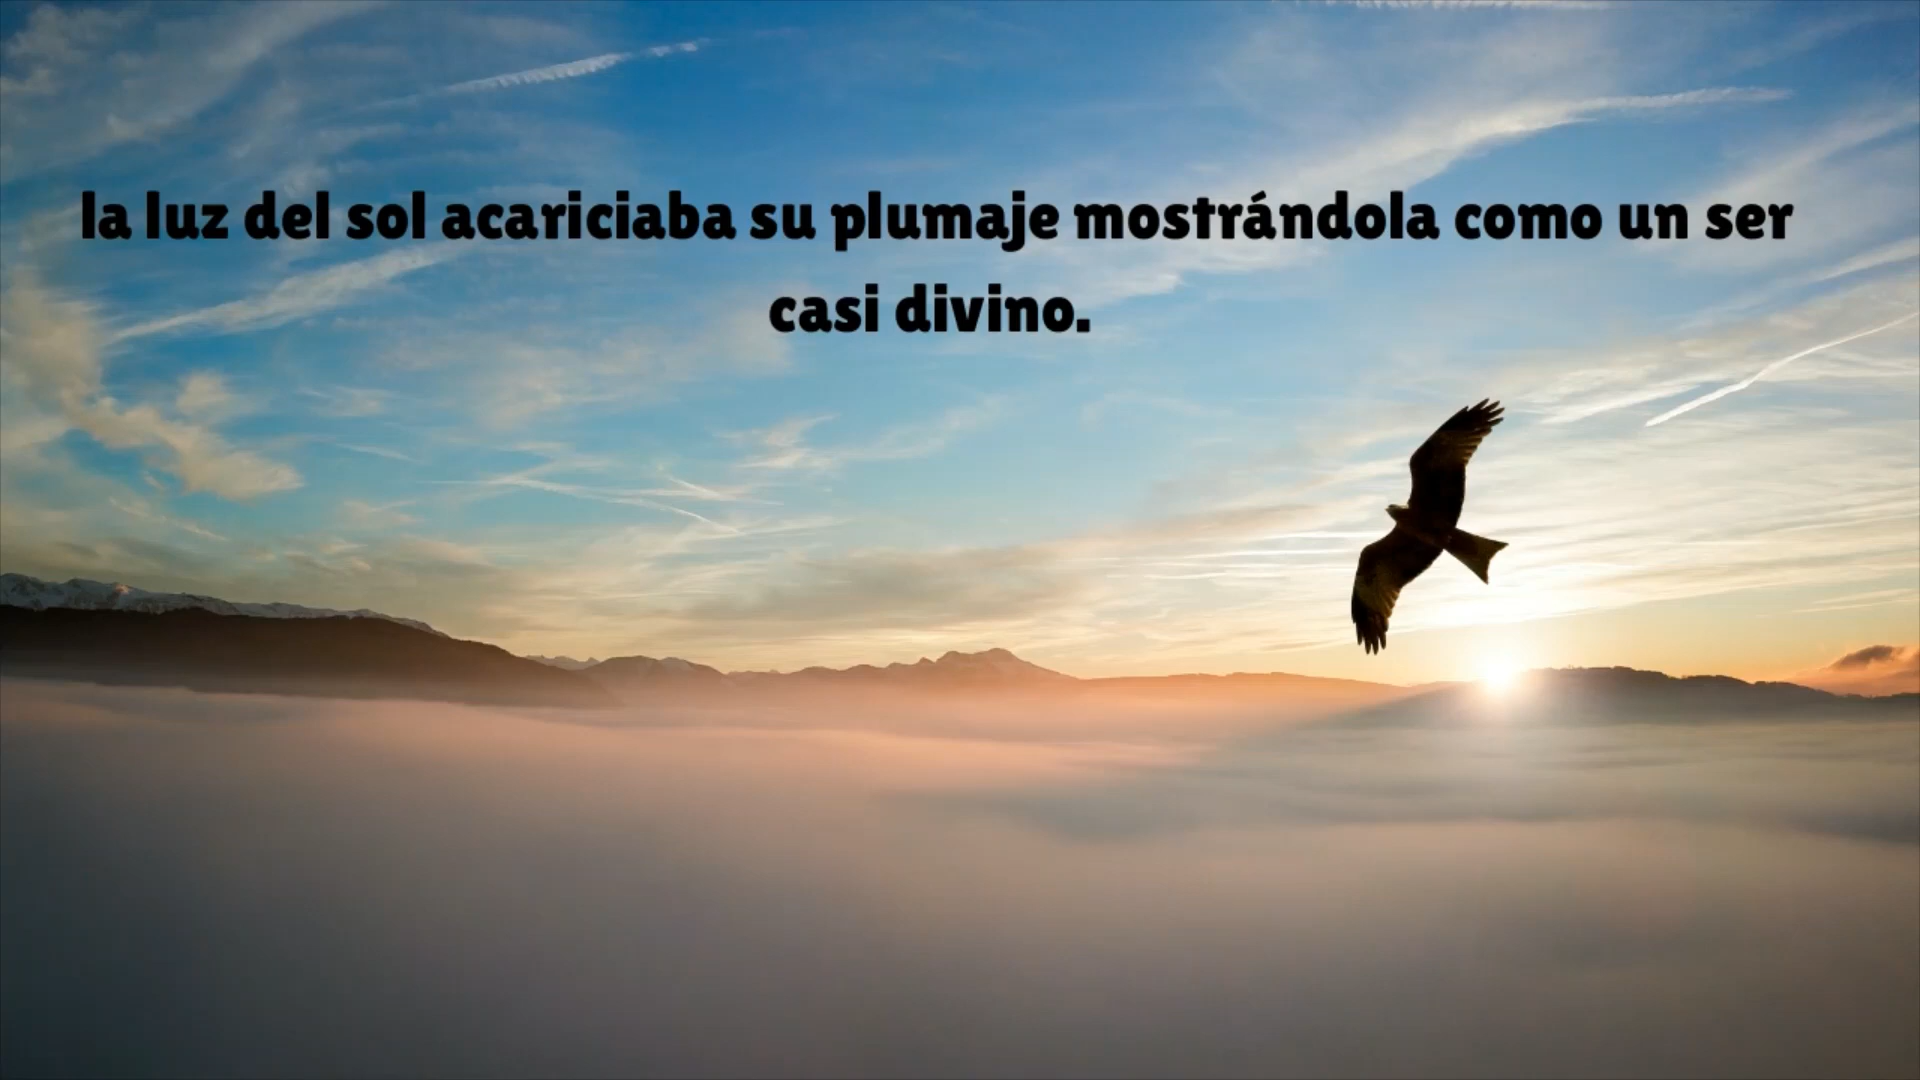 la luz del sol acariciaba su plumaje mostrándola como un ser
casi divino.